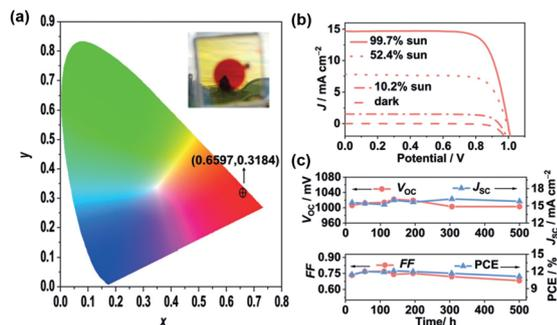 (a)
0.9
0.8
0.7
0.6
0.5
0.4
0.3
0.2
0.1
0.0
y
(0.6597,0.3184)
0.0 0.1 0.2 0.3 0.4 0.5 0.6 0.7 0.8
x
(b)
15
10
5
0
J / mA cm⁻²
99.7% sun
52.4% sun
10.2% sun
dark
0.0 0.2 0.4 0.6 0.8 1.0
Potential / V
(c)
1080
1040
1000
960
V_OC / mV
V_OC J_SC
18
15
12
J_SC / mA cm⁻²
0.90
0.75
0.60
FF
FF PCE
12
9
PCE / %
0 100 200 300 400 500
Time/ h